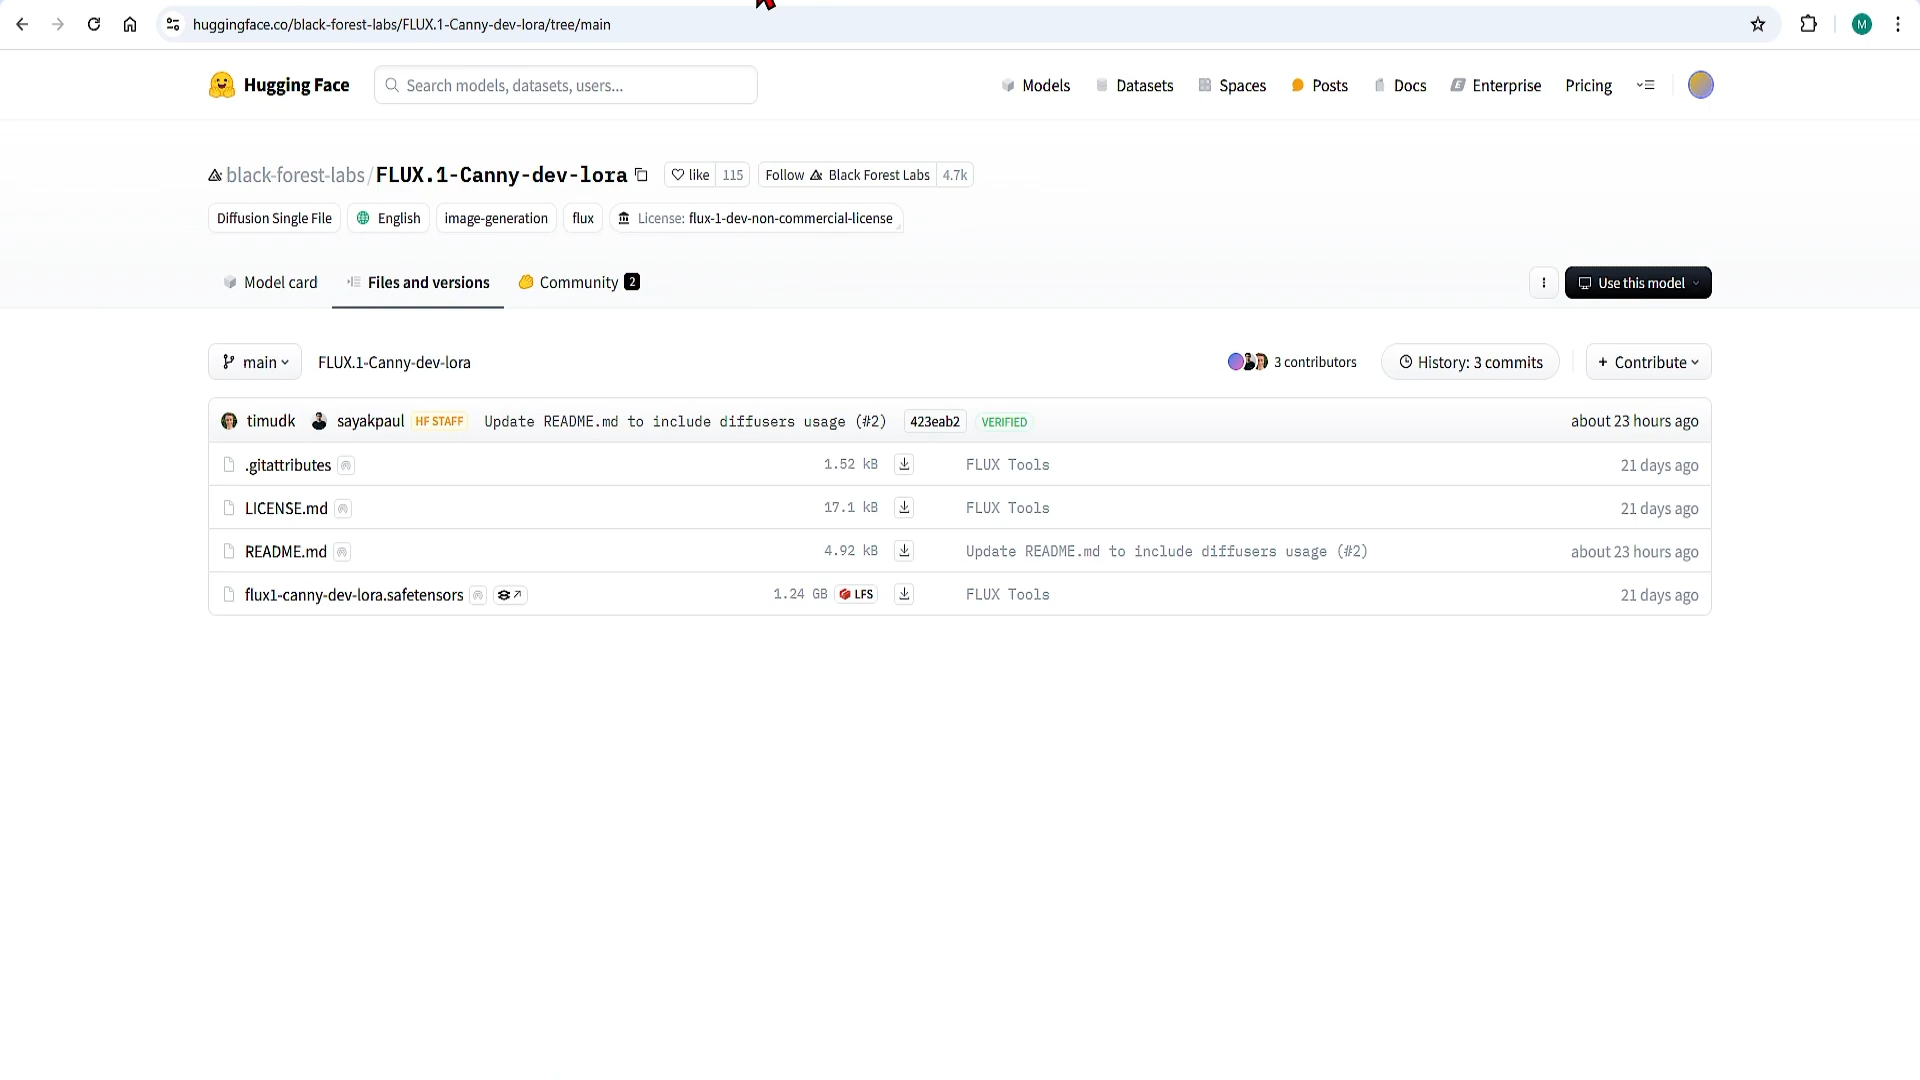 huggingface.co/black-forest-labs/FLUX.1-Canny-dev-lora/tree/main
M
Hugging Face
Search models, datasets, users...
Models
Datasets
Spaces
Posts
Docs
Enterprise
Pricing
black-forest-labs/FLUX.1-Canny-dev-lora
like 115
Follow Black Forest Labs 4.7k
Diffusion Single File
English
image-generation
flux
License: flux-1-dev-non-commercial-license
Model card
Files and versions
Community 2
Use this model
main
FLUX.1-Canny-dev-lora
3 contributors
History: 3 commits
+ Contribute
timudk sayakpaul HF STAFF Update README.md to include diffusers usage (#2) 423eab2 VERIFIED about 23 hours ago
.gitattributes 1.52 kB FLUX Tools 21 days ago
LICENSE.md 17.1 kB FLUX Tools 21 days ago
README.md 4.92 kB Update README.md to include diffusers usage (#2) about 23 hours ago
flux1-canny-dev-lora.safetensors 1.24 GB LFS FLUX Tools 21 days ago